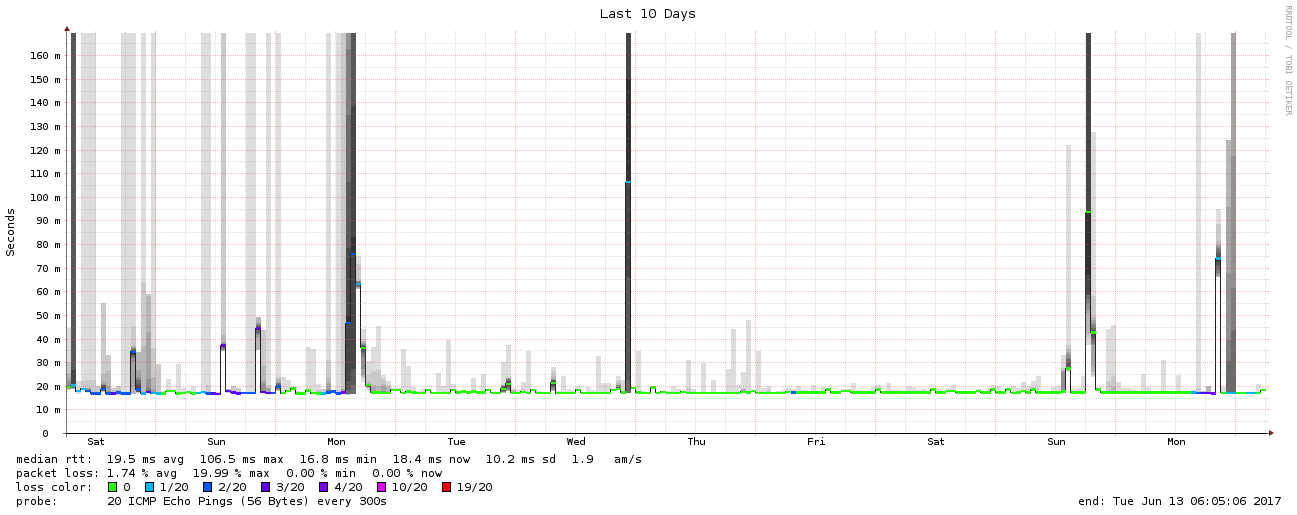 Last 10 Days
RRDTOOL / TOBI OETIKER
Seconds
160 m
150 m
140 m
130 m
120 m
110 m
100 m
90 m
80 m
70 m
60 m
50 m
40 m
30 m
20 m
10 m
0
Sat Sun Mon Tue Wed Thu Fri Sat Sun Mon
median rtt: 19.5 ms avg 106.5 ms max 16.8 ms min 18.4 ms now 10.2 ms sd 1.9 am/s
packet loss: 1.74 % avg 19.99 % max 0.00 % min 0.00 % now
loss color: 0 1/20 2/20 3/20 4/20 10/20 19/20
probe: 20 ICMP Echo Pings (56 Bytes) every 300s end: Tue Jun 13 06:05:06 2017